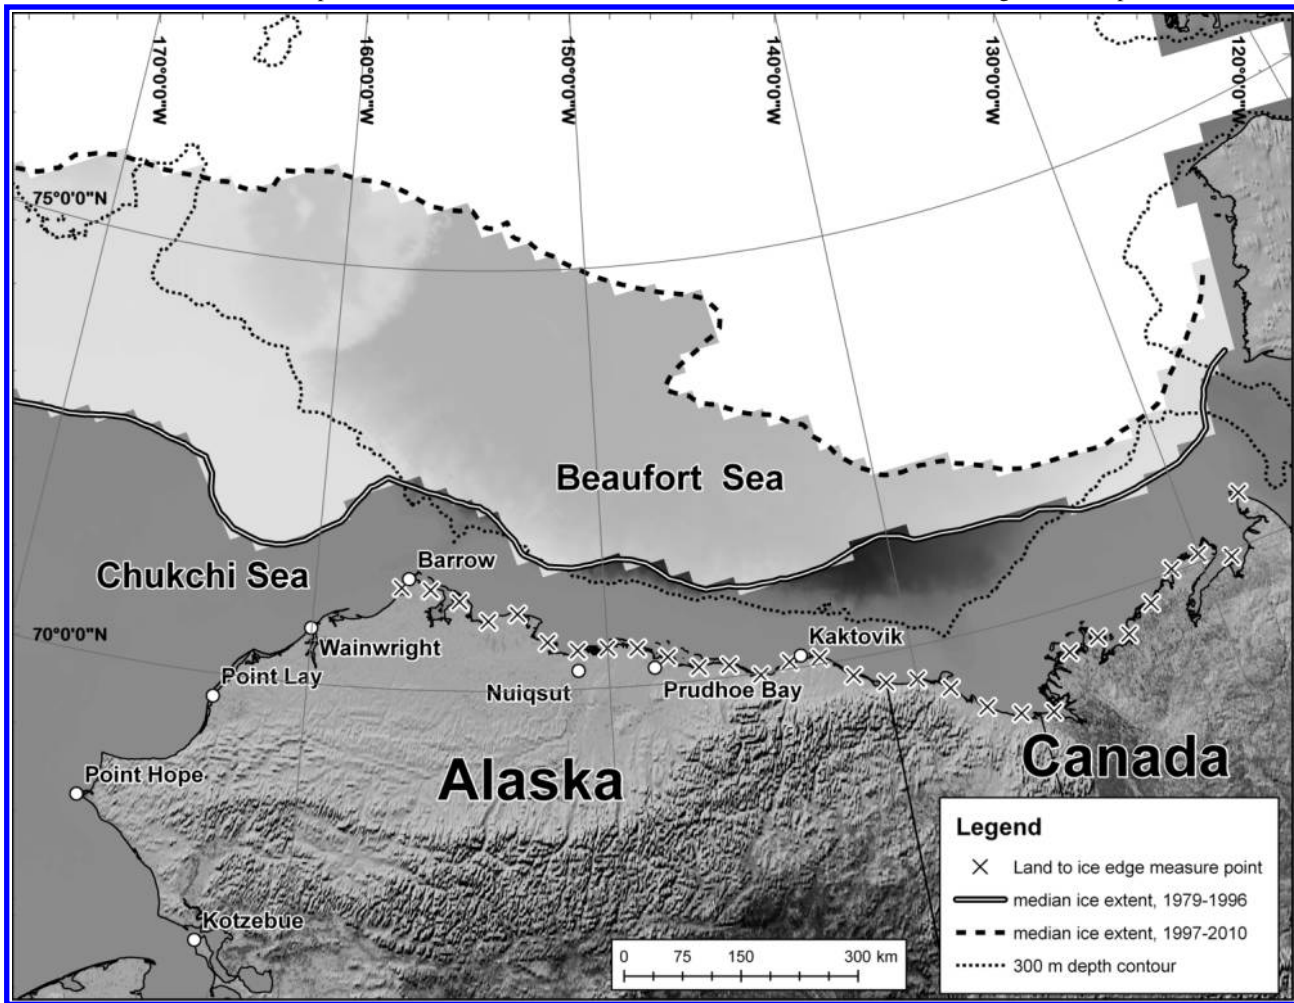 170°0'0"W
160°0'0"W
150°0'0"W
140°0'0"W
130°0'0"W
120°0'0"W
75°0'0"N
Beaufort Sea
Chukchi Sea
Barrow
70°0'0"N
Wainwright
Kaktovik
Point Lay
Nuiqsut
Prudhoe Bay
Point Hope
Alaska
Canada
Kotzebue
Legend
Land to ice edge measure point
median ice extent, 1979-1996
median ice extent, 1997-2010
300 m depth contour
0 75 150 300 km